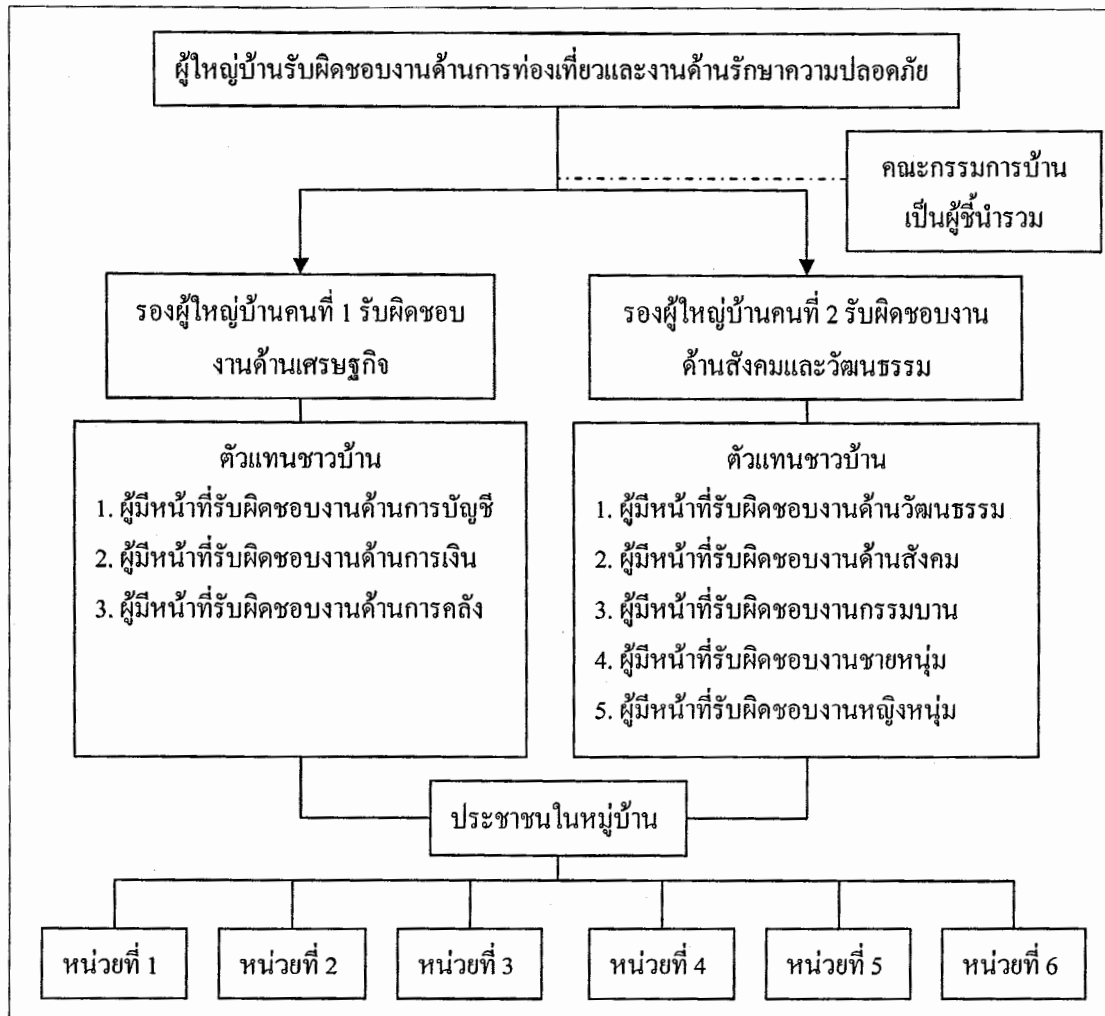 ผู้ใหญ่บ้านรับผิดชอบงานด้านการท่องเที่ยวและงานด้านรักษาความปลอดภัย
คณะกรรมการบ้าน
เป็นผู้ชี้นำรวม
รองผู้ใหญ่บ้านคนที่ 1 รับผิดชอบ
งานด้านเศรษฐกิจ
รองผู้ใหญ่บ้านคนที่ 2 รับผิดชอบงาน
ด้านสังคมและวัฒนธรรม
ตัวแทนชาวบ้าน
1. ผู้มีหน้าที่รับผิดชอบงานด้านการบัญชี
2. ผู้มีหน้าที่รับผิดชอบงานด้านการเงิน
3. ผู้มีหน้าที่รับผิดชอบงานด้านการคลัง
ตัวแทนชาวบ้าน
1. ผู้มีหน้าที่รับผิดชอบงานด้านวัฒนธรรม
2. ผู้มีหน้าที่รับผิดชอบงานด้านสังคม
3. ผู้มีหน้าที่รับผิดชอบงานกรรมบาน
4. ผู้มีหน้าที่รับผิดชอบงานชายหนุ่ม
5. ผู้มีหน้าที่รับผิดชอบงานหญิงหนุ่ม
ประชาชนในหมู่บ้าน
หน่วยที่ 1
หน่วยที่ 2
หน่วยที่ 3
หน่วยที่ 4
หน่วยที่ 5
หน่วยที่ 6